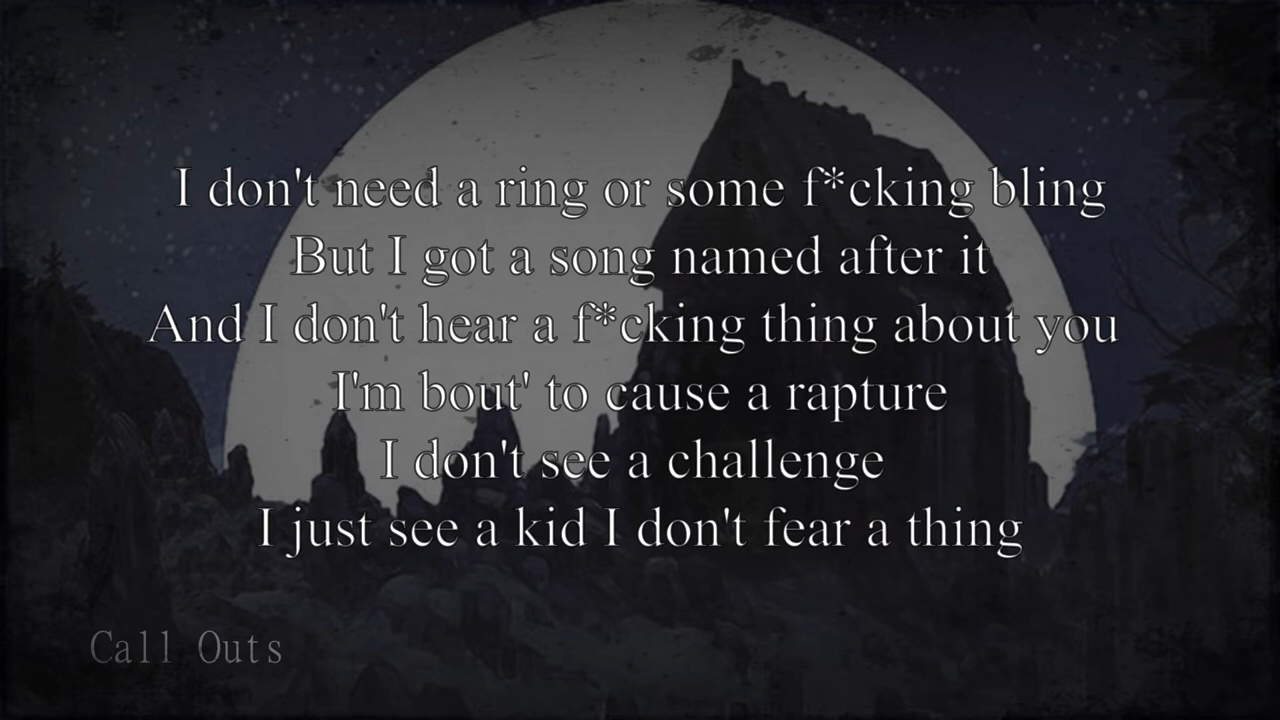 I don't need a ring or some f*cking bling
But I got a song named after it
And I don't hear a f*cking thing about you
I'm bout' to cause a rapture
I don't see a challenge
I just see a kid I don't fear a thing
Call Outs